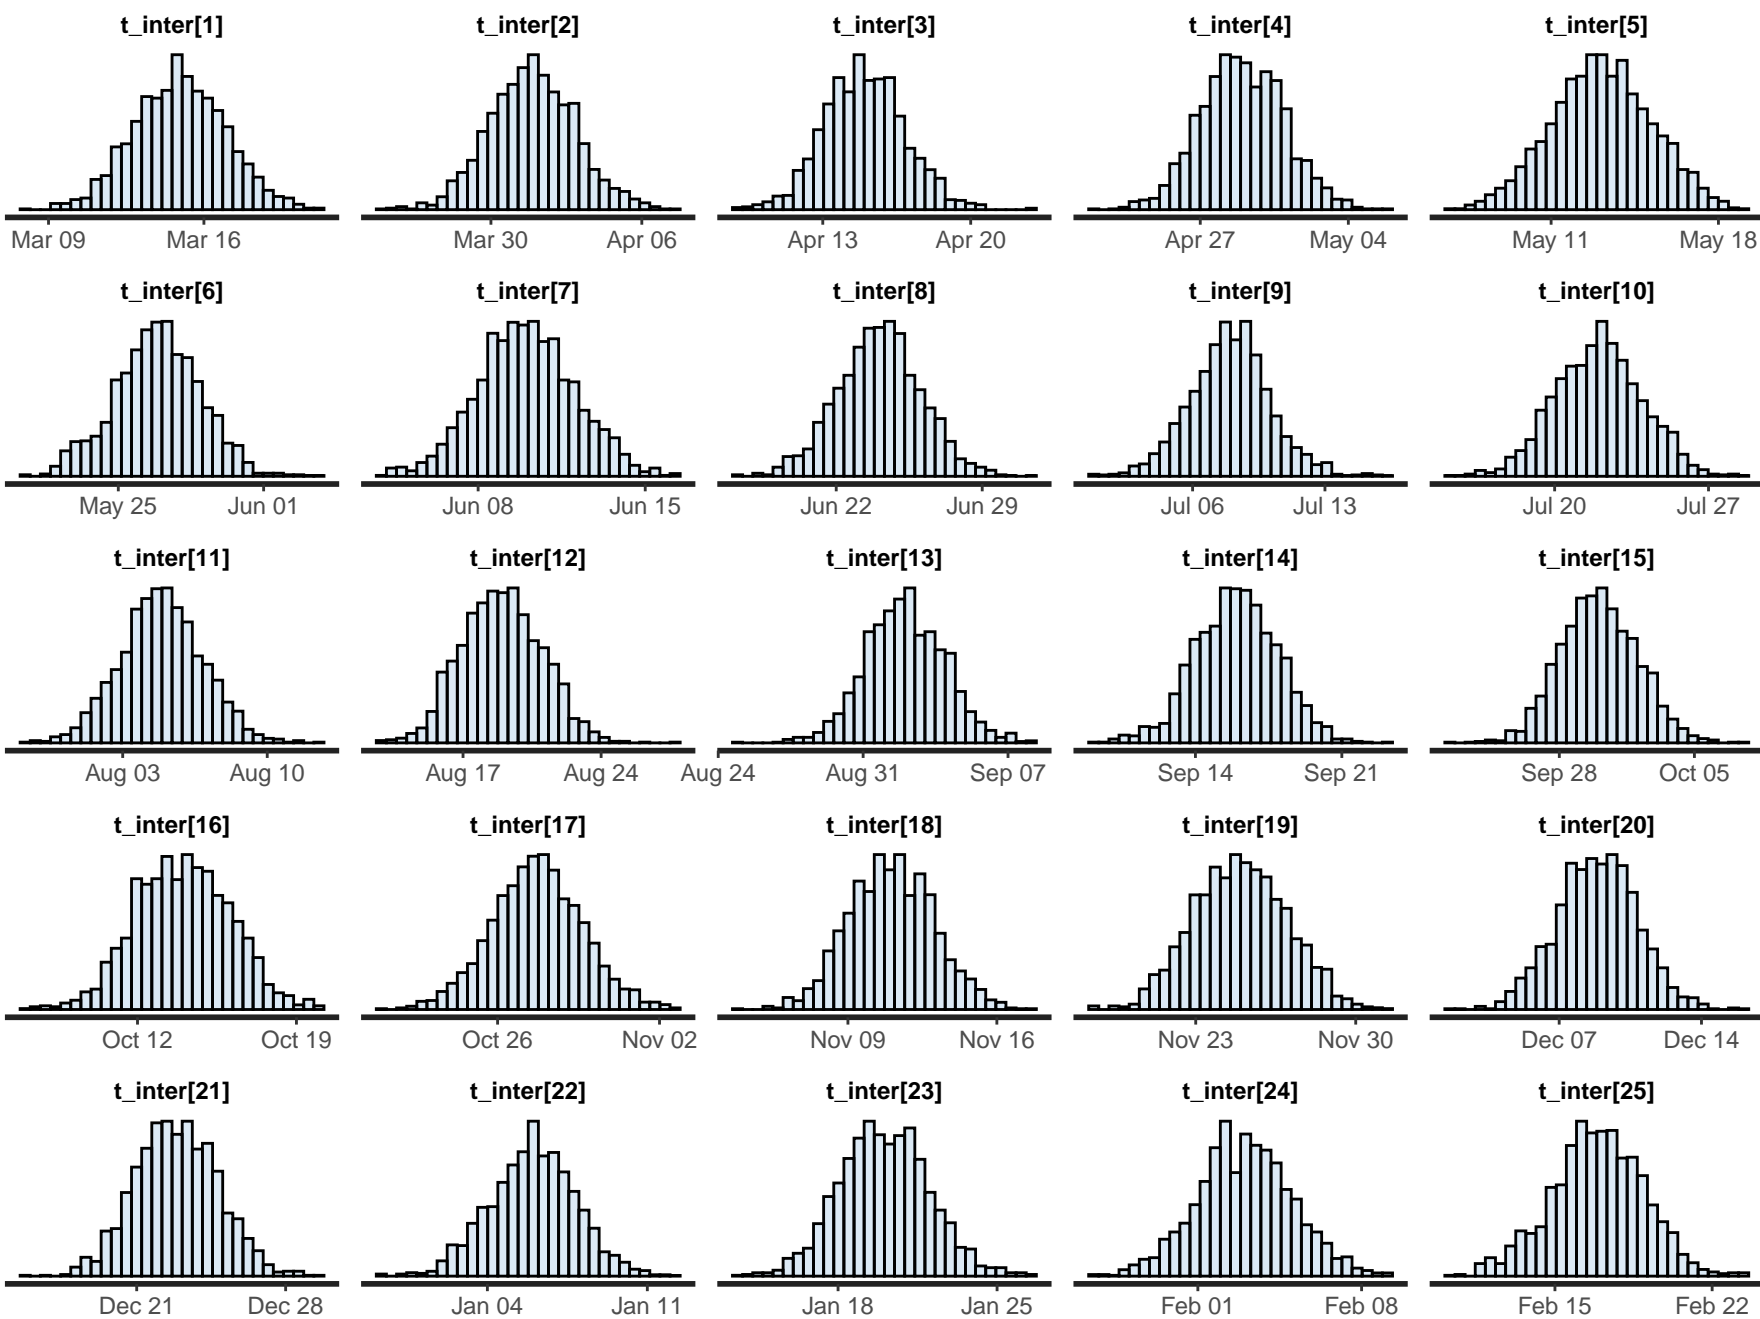 t_inter[1] t_inter[2] t_inter[3] t_inter[4] t_inter[5]
Mar 09 Mar 16 Mar 30 Apr 06 Apr 13 Apr 20 Apr 27 May 04 May 11 May 18
t_inter[6] t_inter[7] t_inter[8] t_inter[9] t_inter[10]
May 25 Jun 01 Jun 08 Jun 15 Jun 22 Jun 29 Jul 06 Jul 13 Jul 20 Jul 27
t_inter[11] t_inter[12] t_inter[13] t_inter[14] t_inter[15]
Aug 03 Aug 10 Aug 17 Aug 24 Aug 24 Aug 31 Sep 07 Sep 14 Sep 21 Sep 28 Oct 05
t_inter[16] t_inter[17] t_inter[18] t_inter[19] t_inter[20]
Oct 12 Oct 19 Oct 26 Nov 02 Nov 09 Nov 16 Nov 23 Nov 30 Dec 07 Dec 14
t_inter[21] t_inter[22] t_inter[23] t_inter[24] t_inter[25]
Dec 21 Dec 28 Jan 04 Jan 11 Jan 18 Jan 25 Feb 01 Feb 08 Feb 15 Feb 22